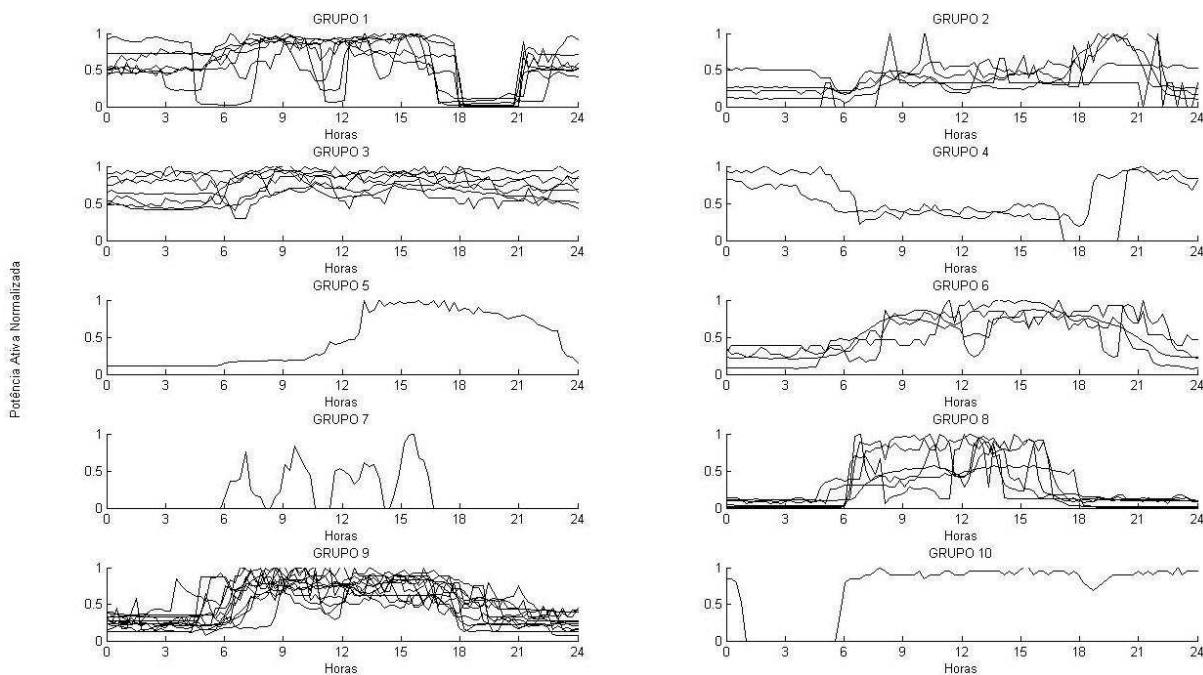 Potência Ativa Normalizada
GRUPO 1
1
0.5
0
0 3 6 9 12 15 18 21 24
Horas
GRUPO 2
1
0.5
0
0 3 6 9 12 15 18 21 24
Horas
GRUPO 3
1
0.5
0
0 3 6 9 12 15 18 21 24
Horas
GRUPO 4
1
0.5
0
0 3 6 9 12 15 18 21 24
Horas
GRUPO 5
1
0.5
0
0 3 6 9 12 15 18 21 24
Horas
GRUPO 6
1
0.5
0
0 3 6 9 12 15 18 21 24
Horas
GRUPO 7
1
0.5
0
0 3 6 9 12 15 18 21 24
Horas
GRUPO 8
1
0.5
0
0 3 6 9 12 15 18 21 24
Horas
GRUPO 9
1
0.5
0
0 3 6 9 12 15 18 21 24
Horas
GRUPO 10
1
0.5
0
0 3 6 9 12 15 18 21 24
Horas